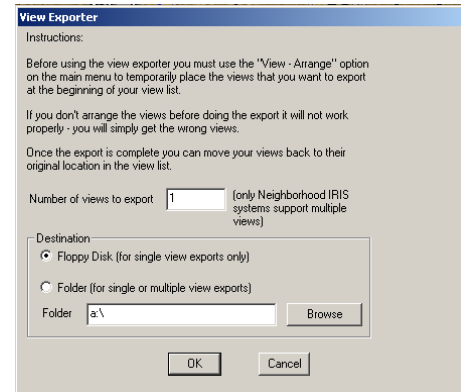 View Exporter
Instructions:
Before using the view exporter you must use the "View - Arrange" option
on the main menu to temporarily place the views that you want to export
at the beginning of your view list.
If you don't arrange the views before doing the export it will not work
properly - you will simply get the wrong views.
Once the export is complete you can move your views back to their
original location in the view list.
Number of views to export 1 (only Neighborhood IRIS
systems support multiple
views)
Destination
Floppy Disk (for single view exports only)
Folder (for single or multiple view exports)
Folder a:\ Browse
OK Cancel